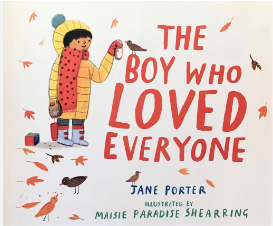 THE
BOY WHO
LOVED
EVERYONE
JANE PORTER
ILLUSTRATED BY
MAISIE PARADISE SHEARRING